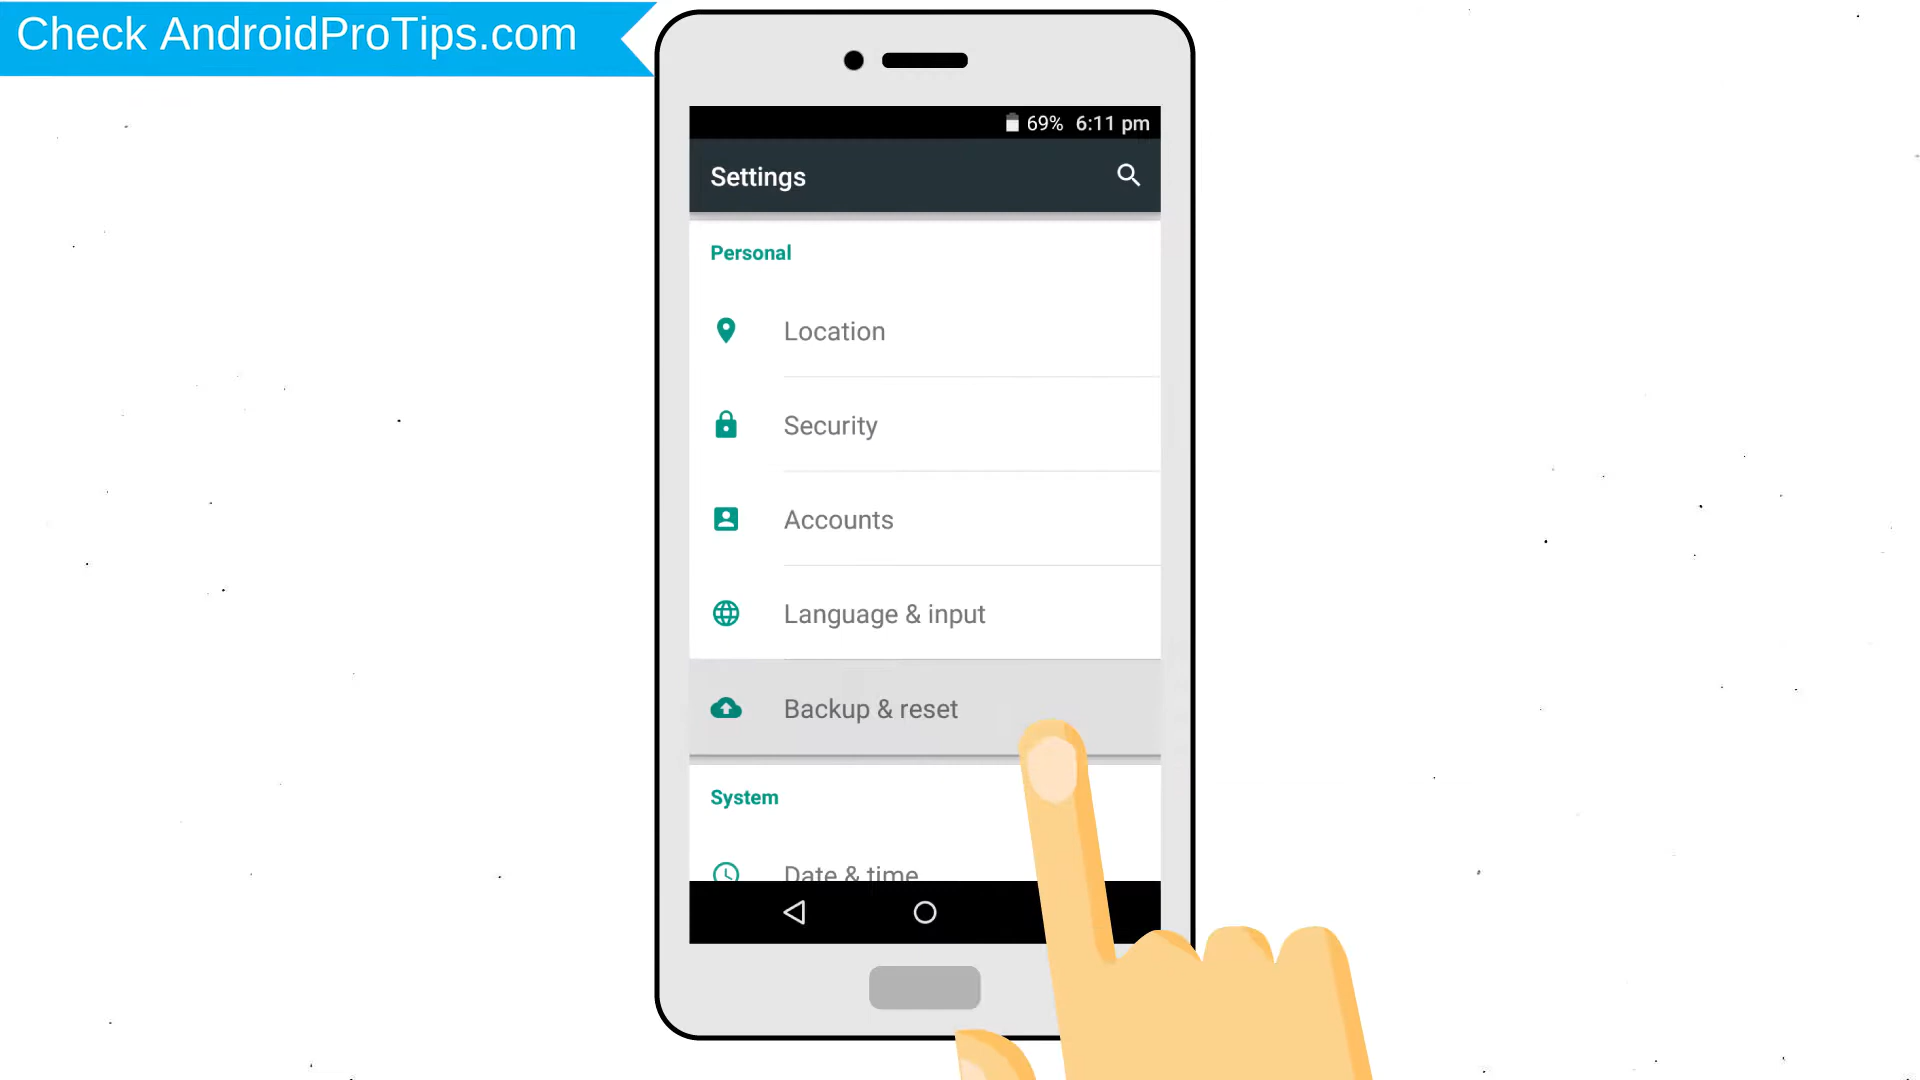 Check AndroidProTips.com
69% 6:11 pm
Settings
Personal
Location
Security
Accounts
Language & input
Backup & reset
System
Date & time